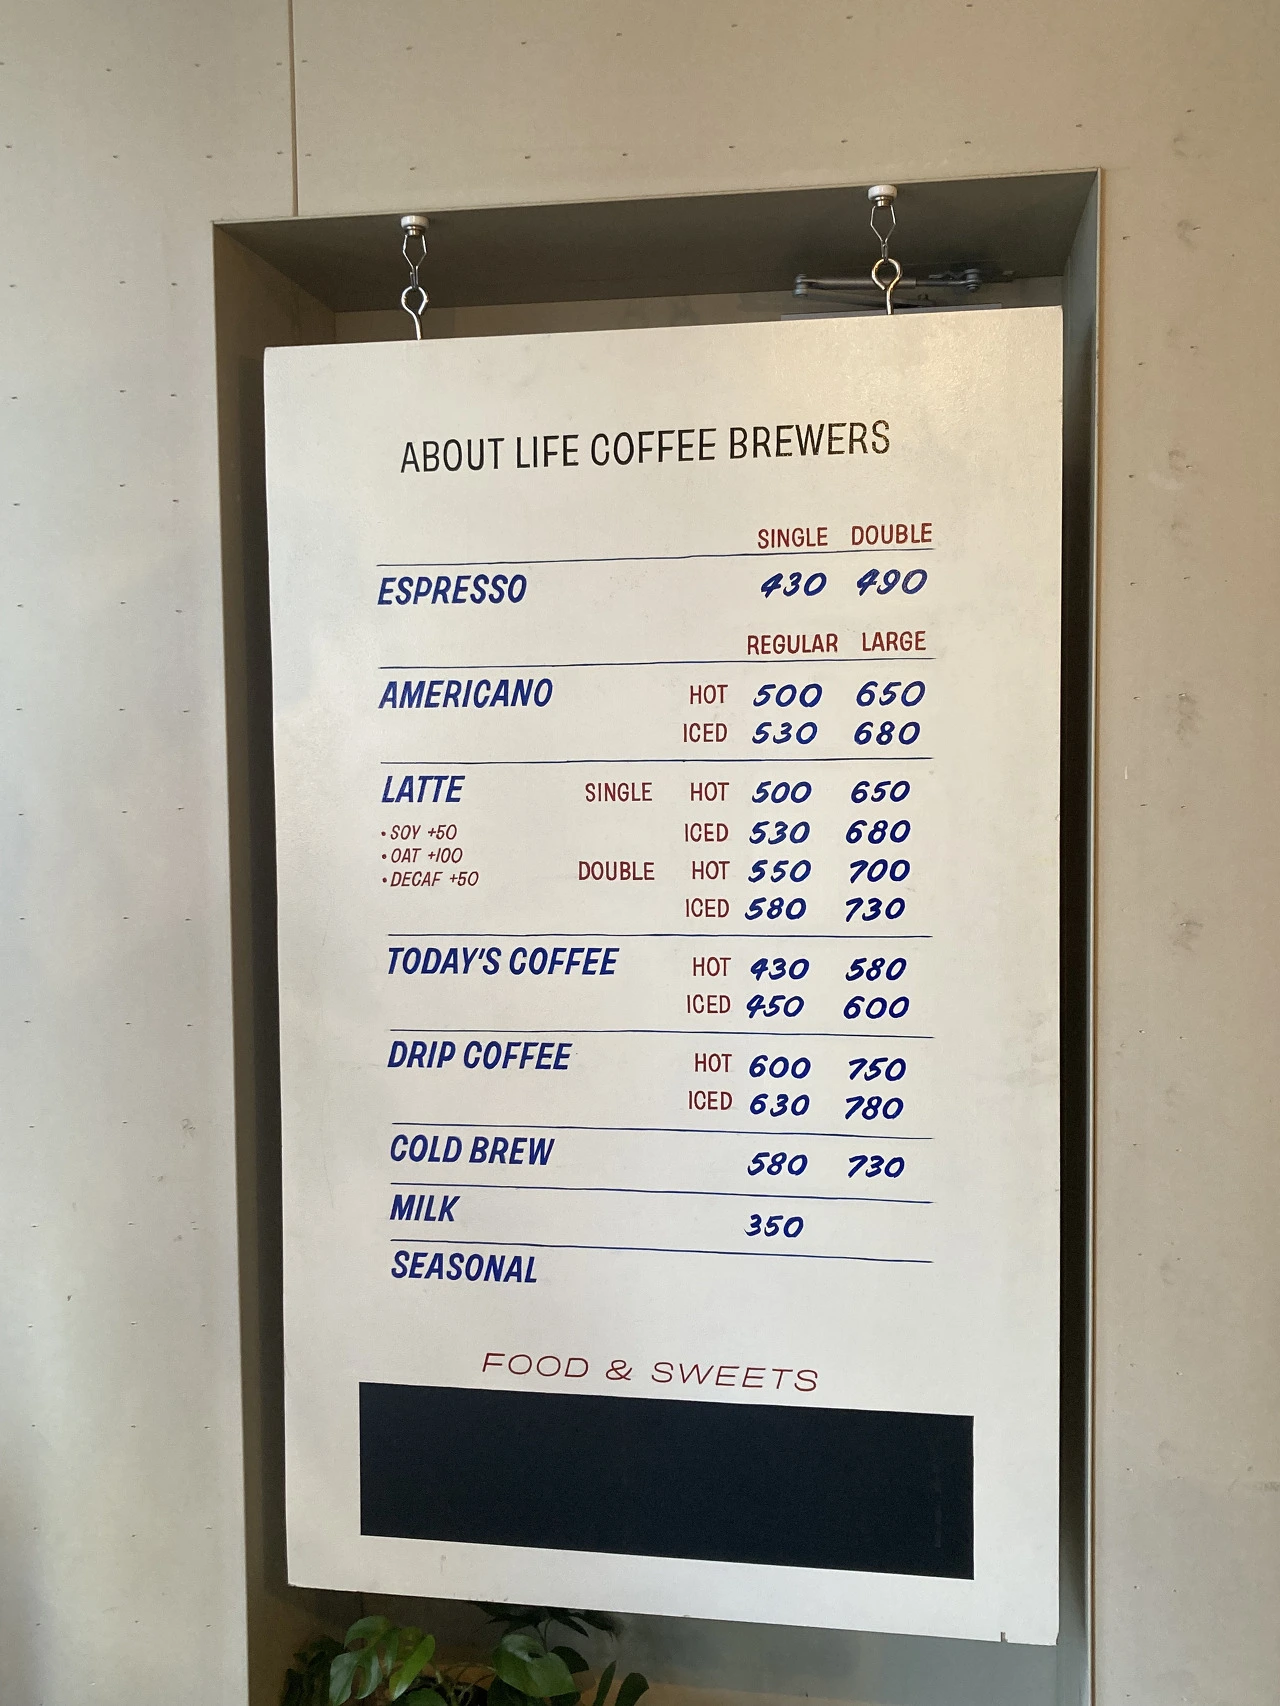 ABOUT LIFE COFFEE BREWERS
SINGLE DOUBLE
ESPRESSO 430 490
REGULAR LARGE
AMERICANO HOT 500 650
ICED 530 680
LATTE SINGLE HOT 500 650
• SOY +50 ICED 530 680
• OAT +100
DOUBLE HOT 550 700
• DECAF +50
ICED 580 730
TODAY'S COFFEE HOT 430 580
ICED 450 600
DRIP COFFEE HOT 600 750
ICED 630 780
COLD BREW 580 730
MILK 350
SEASONAL
FOOD & SWEETS